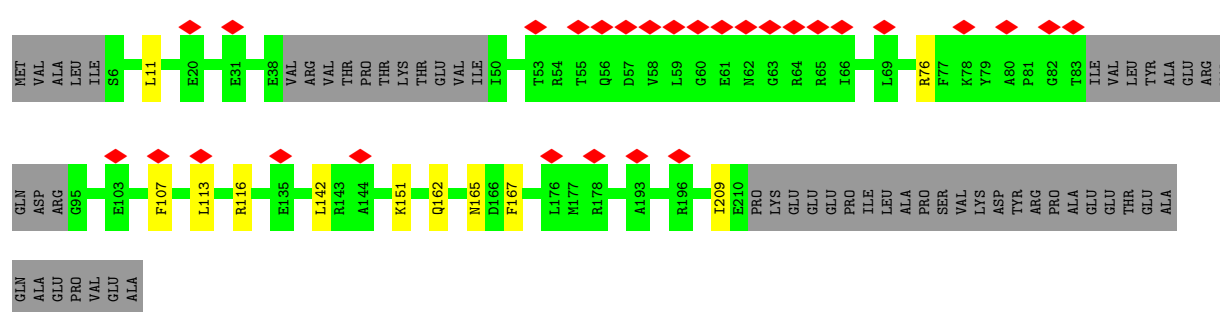 MET VAL ALA LEU ILE S6 L11 E20 E31 E38 VAL ARG VAL THR PRO THR LYS THR GLU VAL ILE I50 T53 R54 T55 Q56 D57 V58 L59 G60 E61 N62 G63 R64 R65 I66 L69 R76 F77 K78 Y79 A80 P81 G82 T83 ILE VAL LEU TYR ALA GLU ARG
GLN ASP ARG G95 E103 F107 L113 R116 E135 L142 R143 A144 K151 Q162 N165 D166 F167 L176 M177 R178 A193 R196 I209 E210 PRO LYS GLU GLU GLU PRO ILE LEU ALA PRO SER VAL LYS ASP TYR ARG PRO ALA GLU GLU THR GLU ALA
GLN ALA GLU PRO VAL GLU ALA